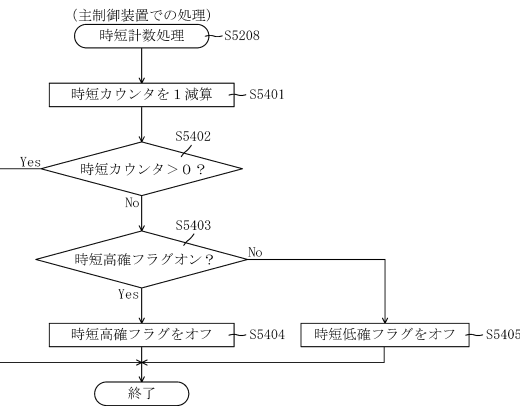 (主制御装置での処理)
時短計数処理 S5208
時短カウンタを1減算 S5401
S5402
Yes 時短カウンタ>0?
No
S5403
時短高確フラグオン? No
Yes
時短高確フラグをオフ S5404 時短低確フラグをオフ S5405
終了